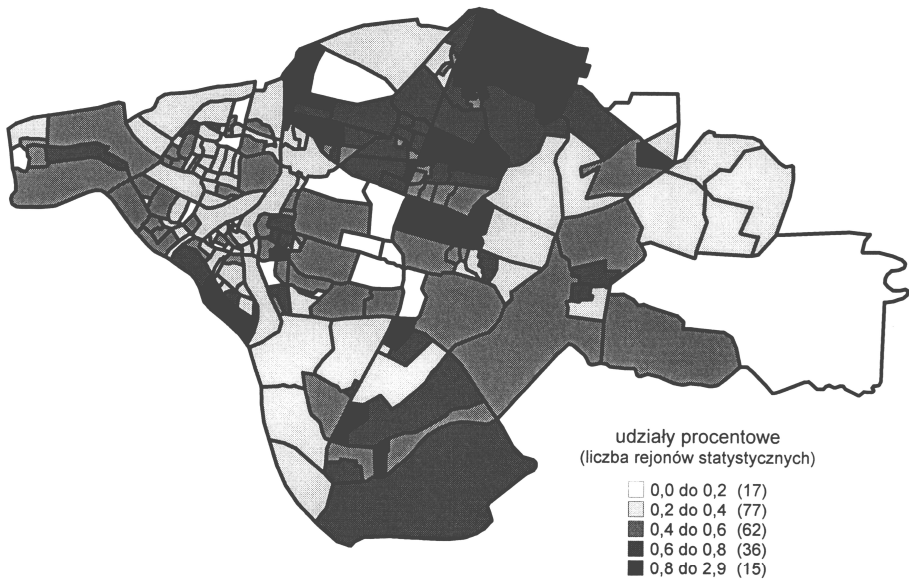 udziały procentowe
(liczba rejonów statystycznych)
0,0 do 0,2 (17)
0,2 do 0,4 (77)
0,4 do 0,6 (62)
0,6 do 0,8 (36)
0,8 do 2,9 (15)